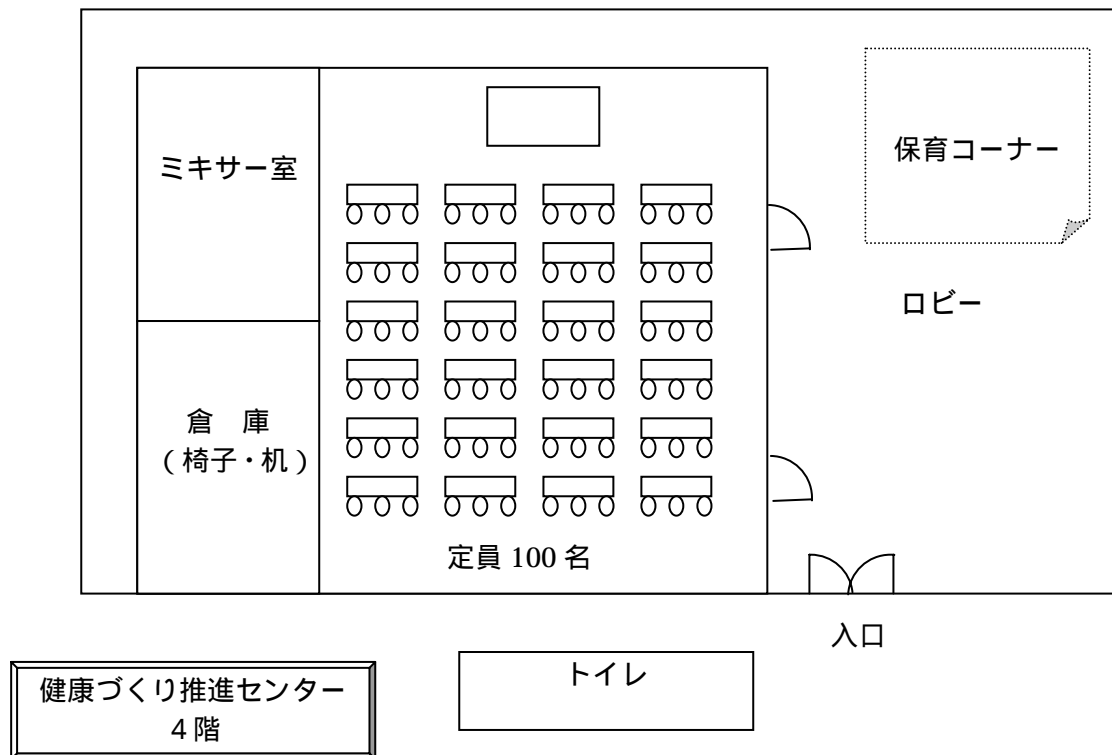 ミキサー室
保育コーナー
ロビー
倉　庫
（椅子・机）
定員 100 名
入口
トイレ
健康づくり推進センター
４階